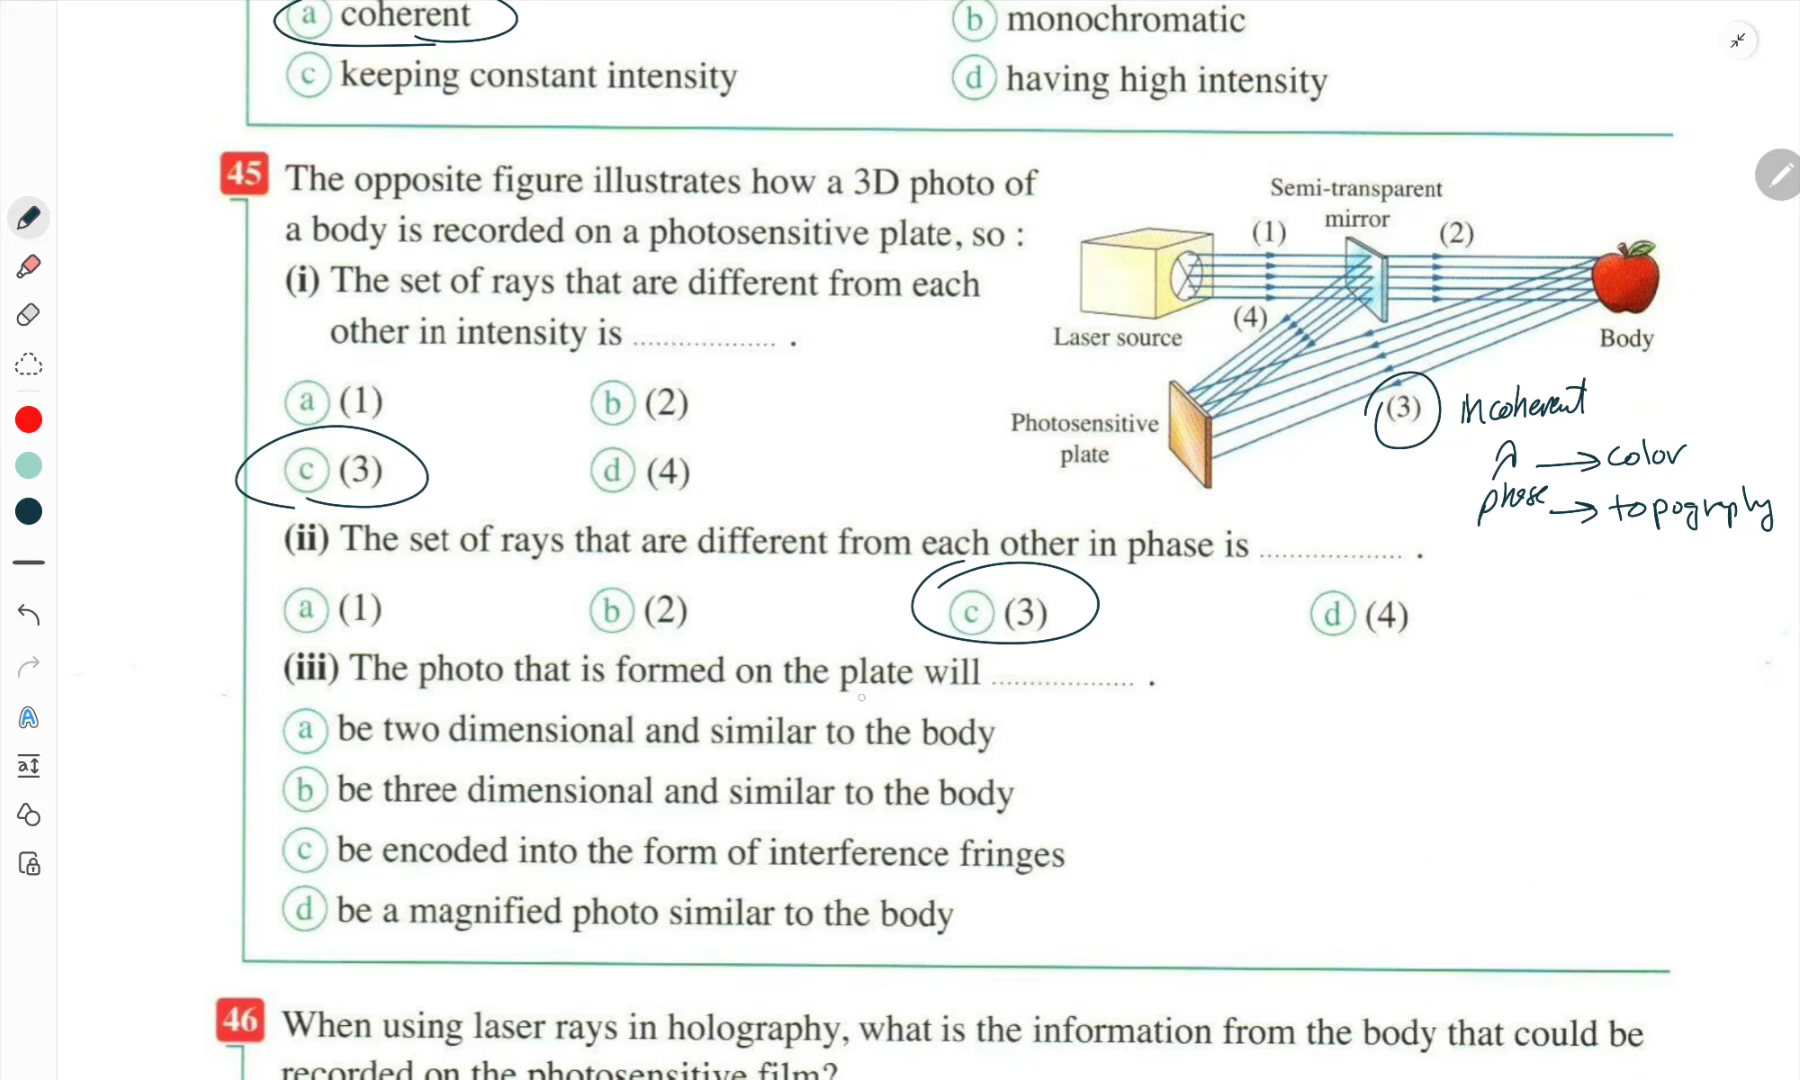 a coherent
b monochromatic
c keeping constant intensity
d having high intensity
45 The opposite figure illustrates how a 3D photo of
a body is recorded on a photosensitive plate, so :
(i) The set of rays that are different from each
other in intensity is .................. .
a (1)
b (2)
c (3)
d (4)
Semi-transparent
mirror
(1)
(2)
(4)
Laser source
Body
Photosensitive
plate
(3)
incoherent
A → color
phase → topography
(ii) The set of rays that are different from each other in phase is .................. .
a (1)
b (2)
c (3)
d (4)
(iii) The photo that is formed on the plate will .................. .
a be two dimensional and similar to the body
b be three dimensional and similar to the body
c be encoded into the form of interference fringes
d be a magnified photo similar to the body
46 When using laser rays in holography, what is the information from the body that could be
recorded on the photosensitive film?